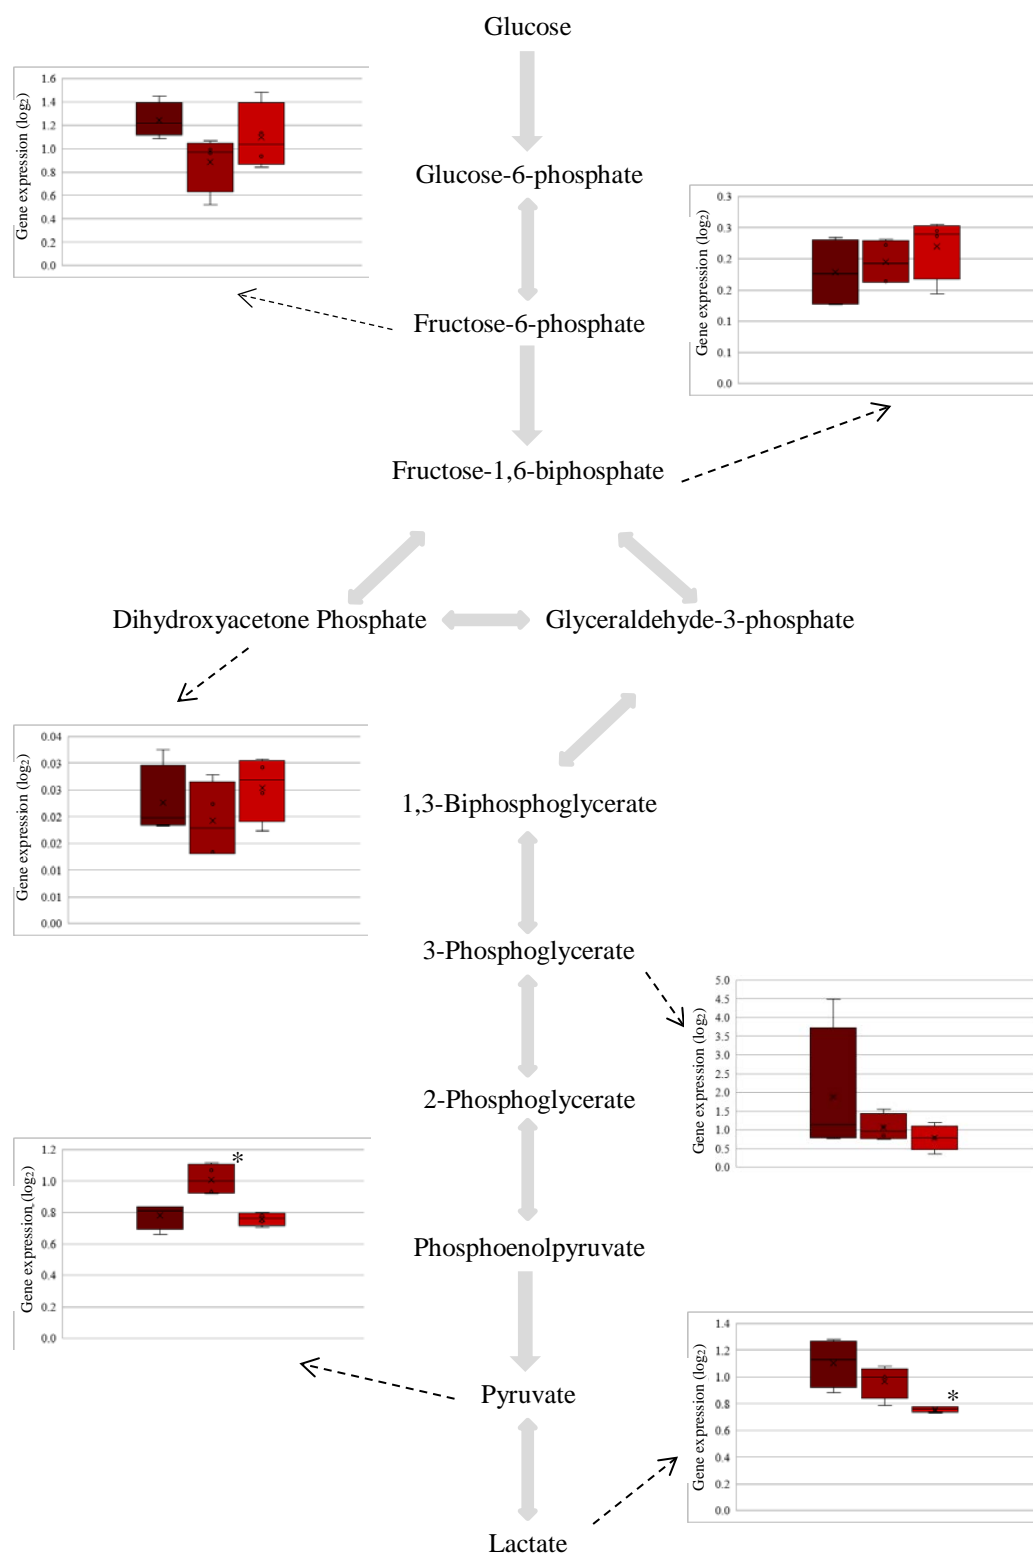 Glucose
Gene expression (log2)
1.6
1.4
1.2
1.0
0.8
0.6
0.4
0.2
0.0
Glucose-6-phosphate
Gene expression (log2)
0.3
0.3
0.2
0.2
0.1
0.1
0.0
Fructose-6-phosphate
Fructose-1,6-biphosphate
Dihydroxyacetone Phosphate
Glyceraldehyde-3-phosphate
Gene expression (log2)
0.04
0.03
0.03
0.02
0.02
0.01
0.01
0.00
1,3-Biphosphoglycerate
3-Phosphoglycerate
Gene expression (log2)
5.0
4.5
4.0
3.5
3.0
2.5
2.0
1.5
1.0
0.5
0.0
2-Phosphoglycerate
Gene expression (log2)
1.2
1.0
0.8
0.6
0.4
0.2
0.0
*
Phosphoenolpyruvate
Gene expression (log2)
1.4
1.2
1.0
0.8
0.6
0.4
0.2
0.0
*
Pyruvate
Lactate